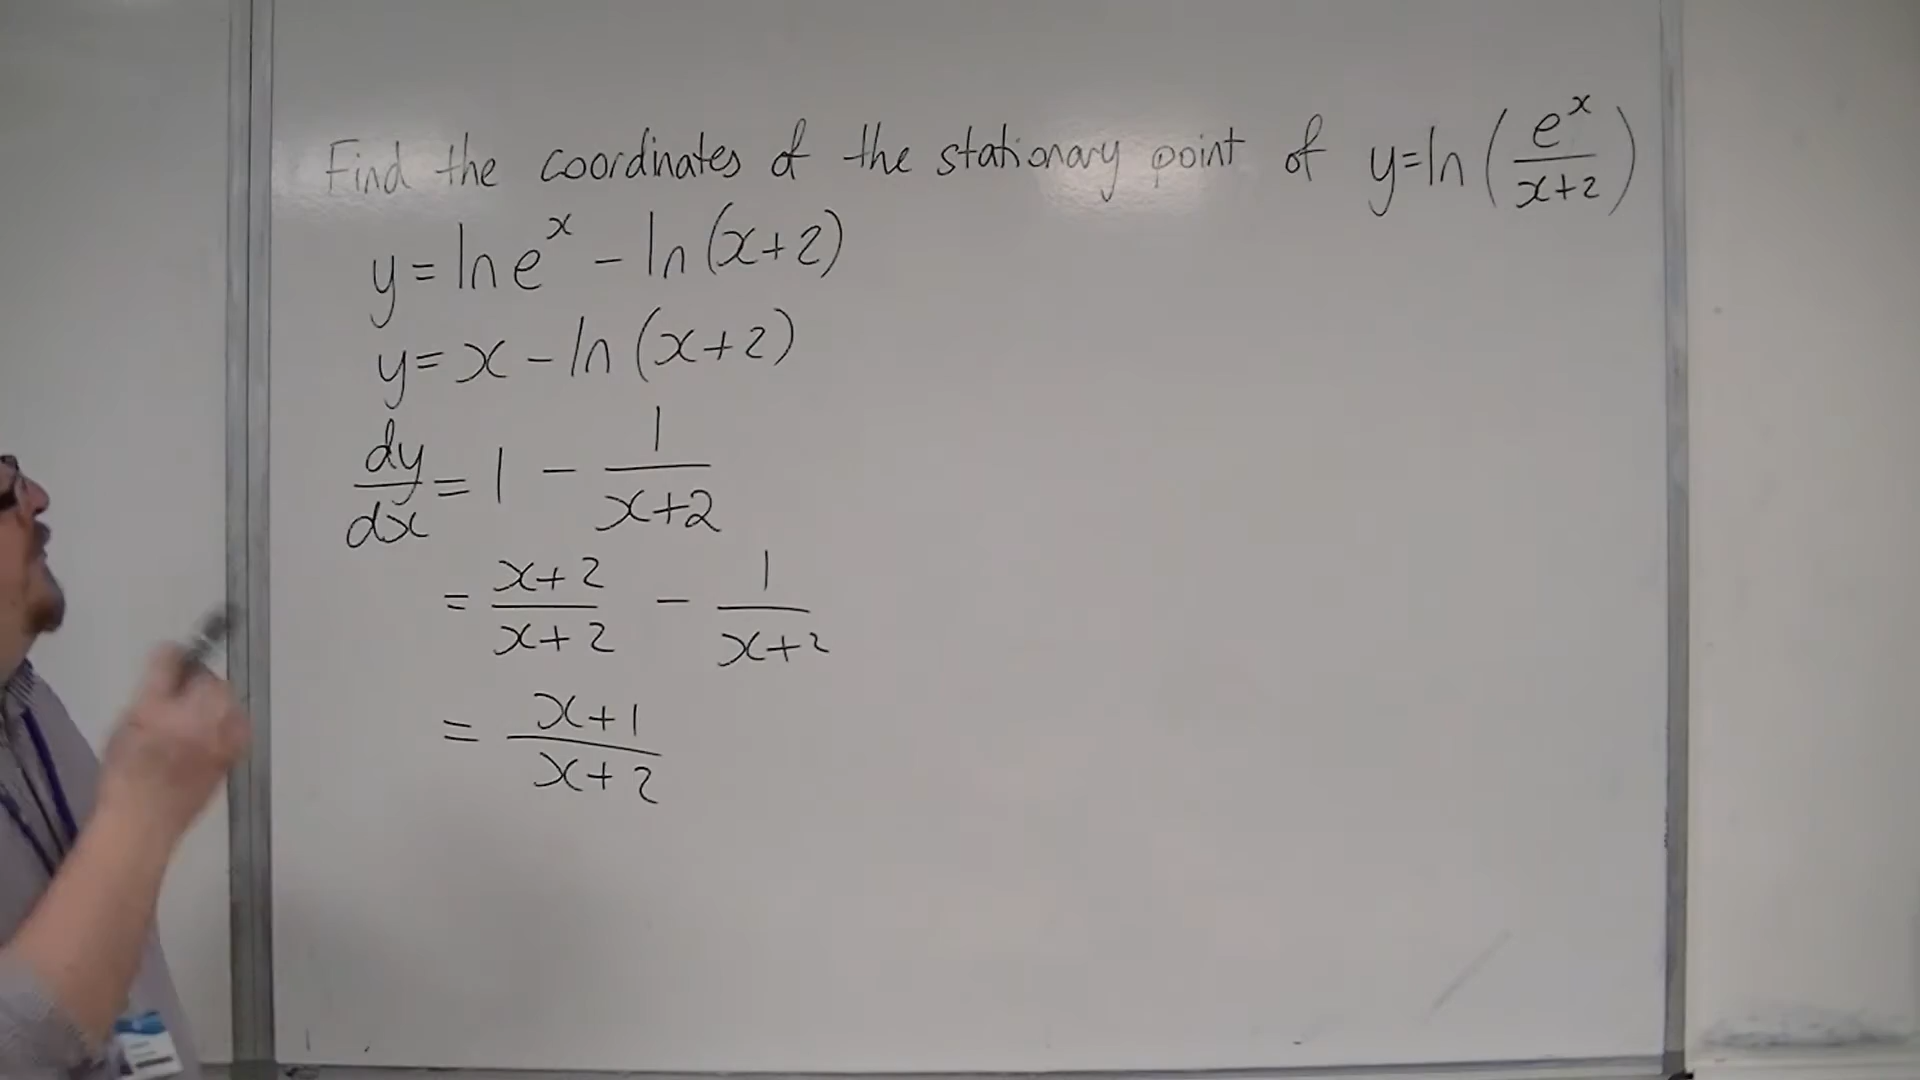 Find the coordinates of the stationary point of y=ln(e^x/(x+2))
y=ln e^x - ln(x+2)
y=x-ln(x+2)
dy/dx = 1 - 1/(x+2)
= (x+2)/(x+2) - 1/(x+2)
= (x+1)/(x+2)